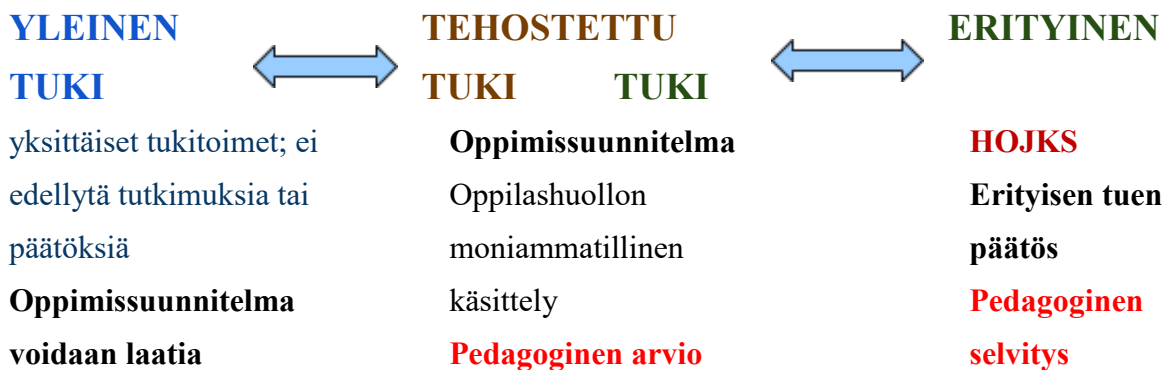 YLEINEN TEHOSTETTU ERITYINEN
TUKI TUKI TUKI
yksittäiset tukitoimet; ei Oppimissuunnitelma HOJKS
edellytä tutkimuksia tai Oppilashuollon Erityisen tuen
päätöksiä moniammatillinen päätös
Oppimissuunnitelma käsittely Pedagoginen
voidaan laatia Pedagoginen arvio selvitys